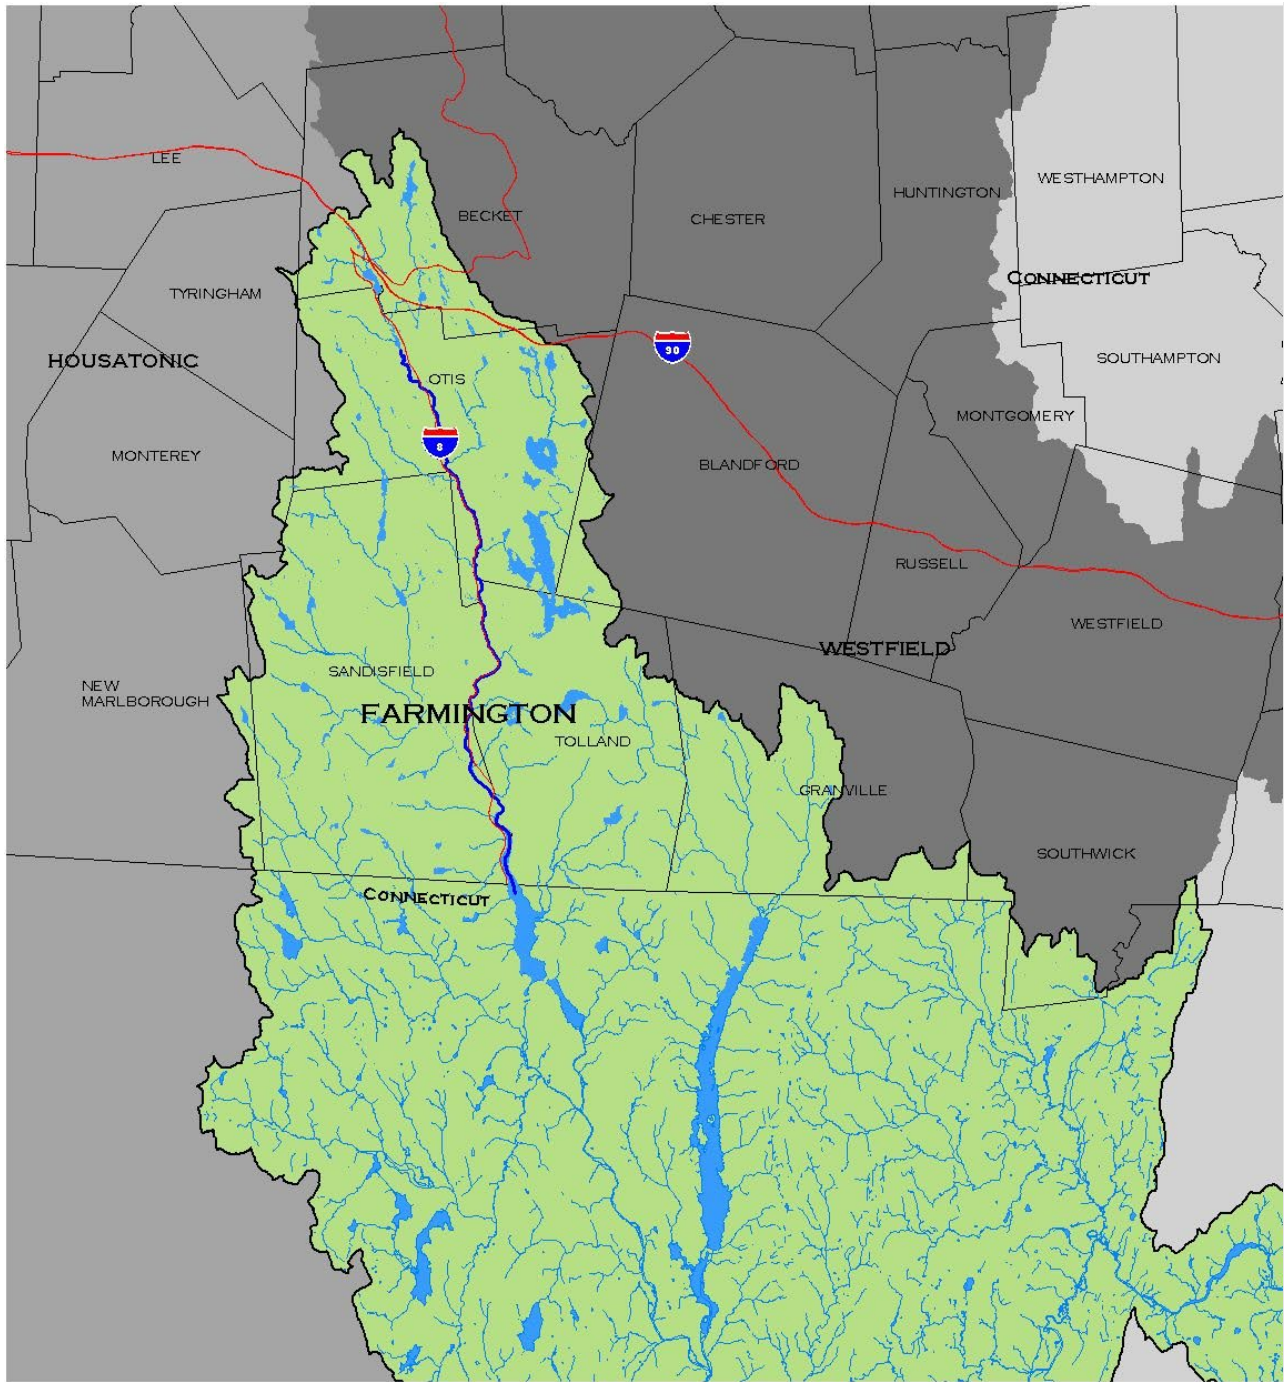 LEE
WESTHAMPTON
HUNTINGTON
BECKET
CHESTER
CONNECTICUT
TYRINGHAM
90
SOUTHAMPTON
HOUSATONIC
OTIS
MONTGOMERY
8
MONTEREY
BLANDFORD
RUSSELL
WESTFIELD
WESTFIELD
SANDISFIELD
NEW
MARLBOROUGH
FARMINGTON
TOLLAND
GRANVILLE
SOUTHWICK
CONNECTICUT